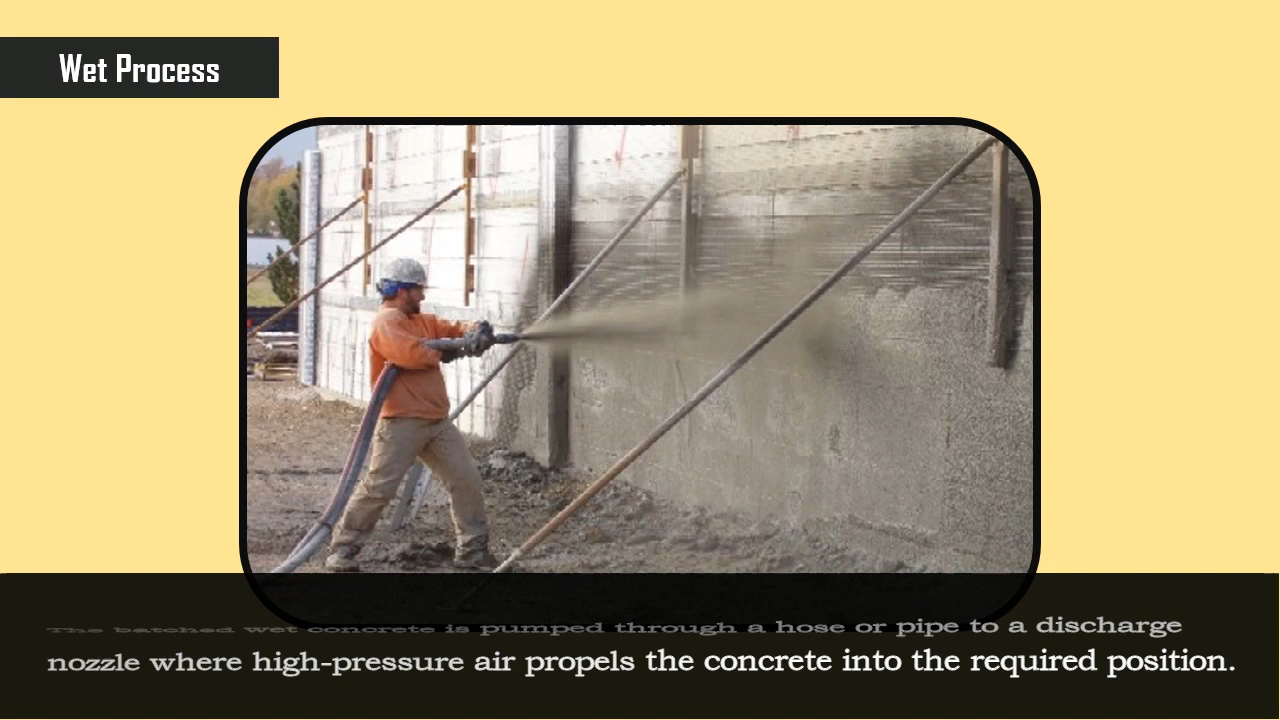 Wet Process
The batched wet concrete is pumped through a hose or pipe to a discharge
nozzle where high-pressure air propels the concrete into the required position.